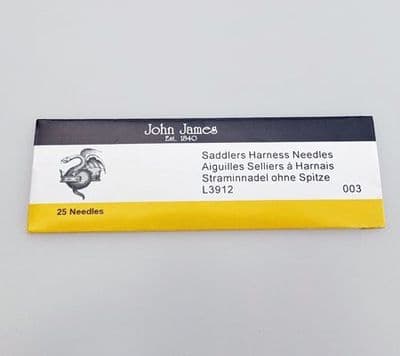 John James
Est. 1840
Saddlers Harness Needles
Aiguilles Selliers à Harnais
Straminnadel ohne Spitze
L3912 003
25 Needles